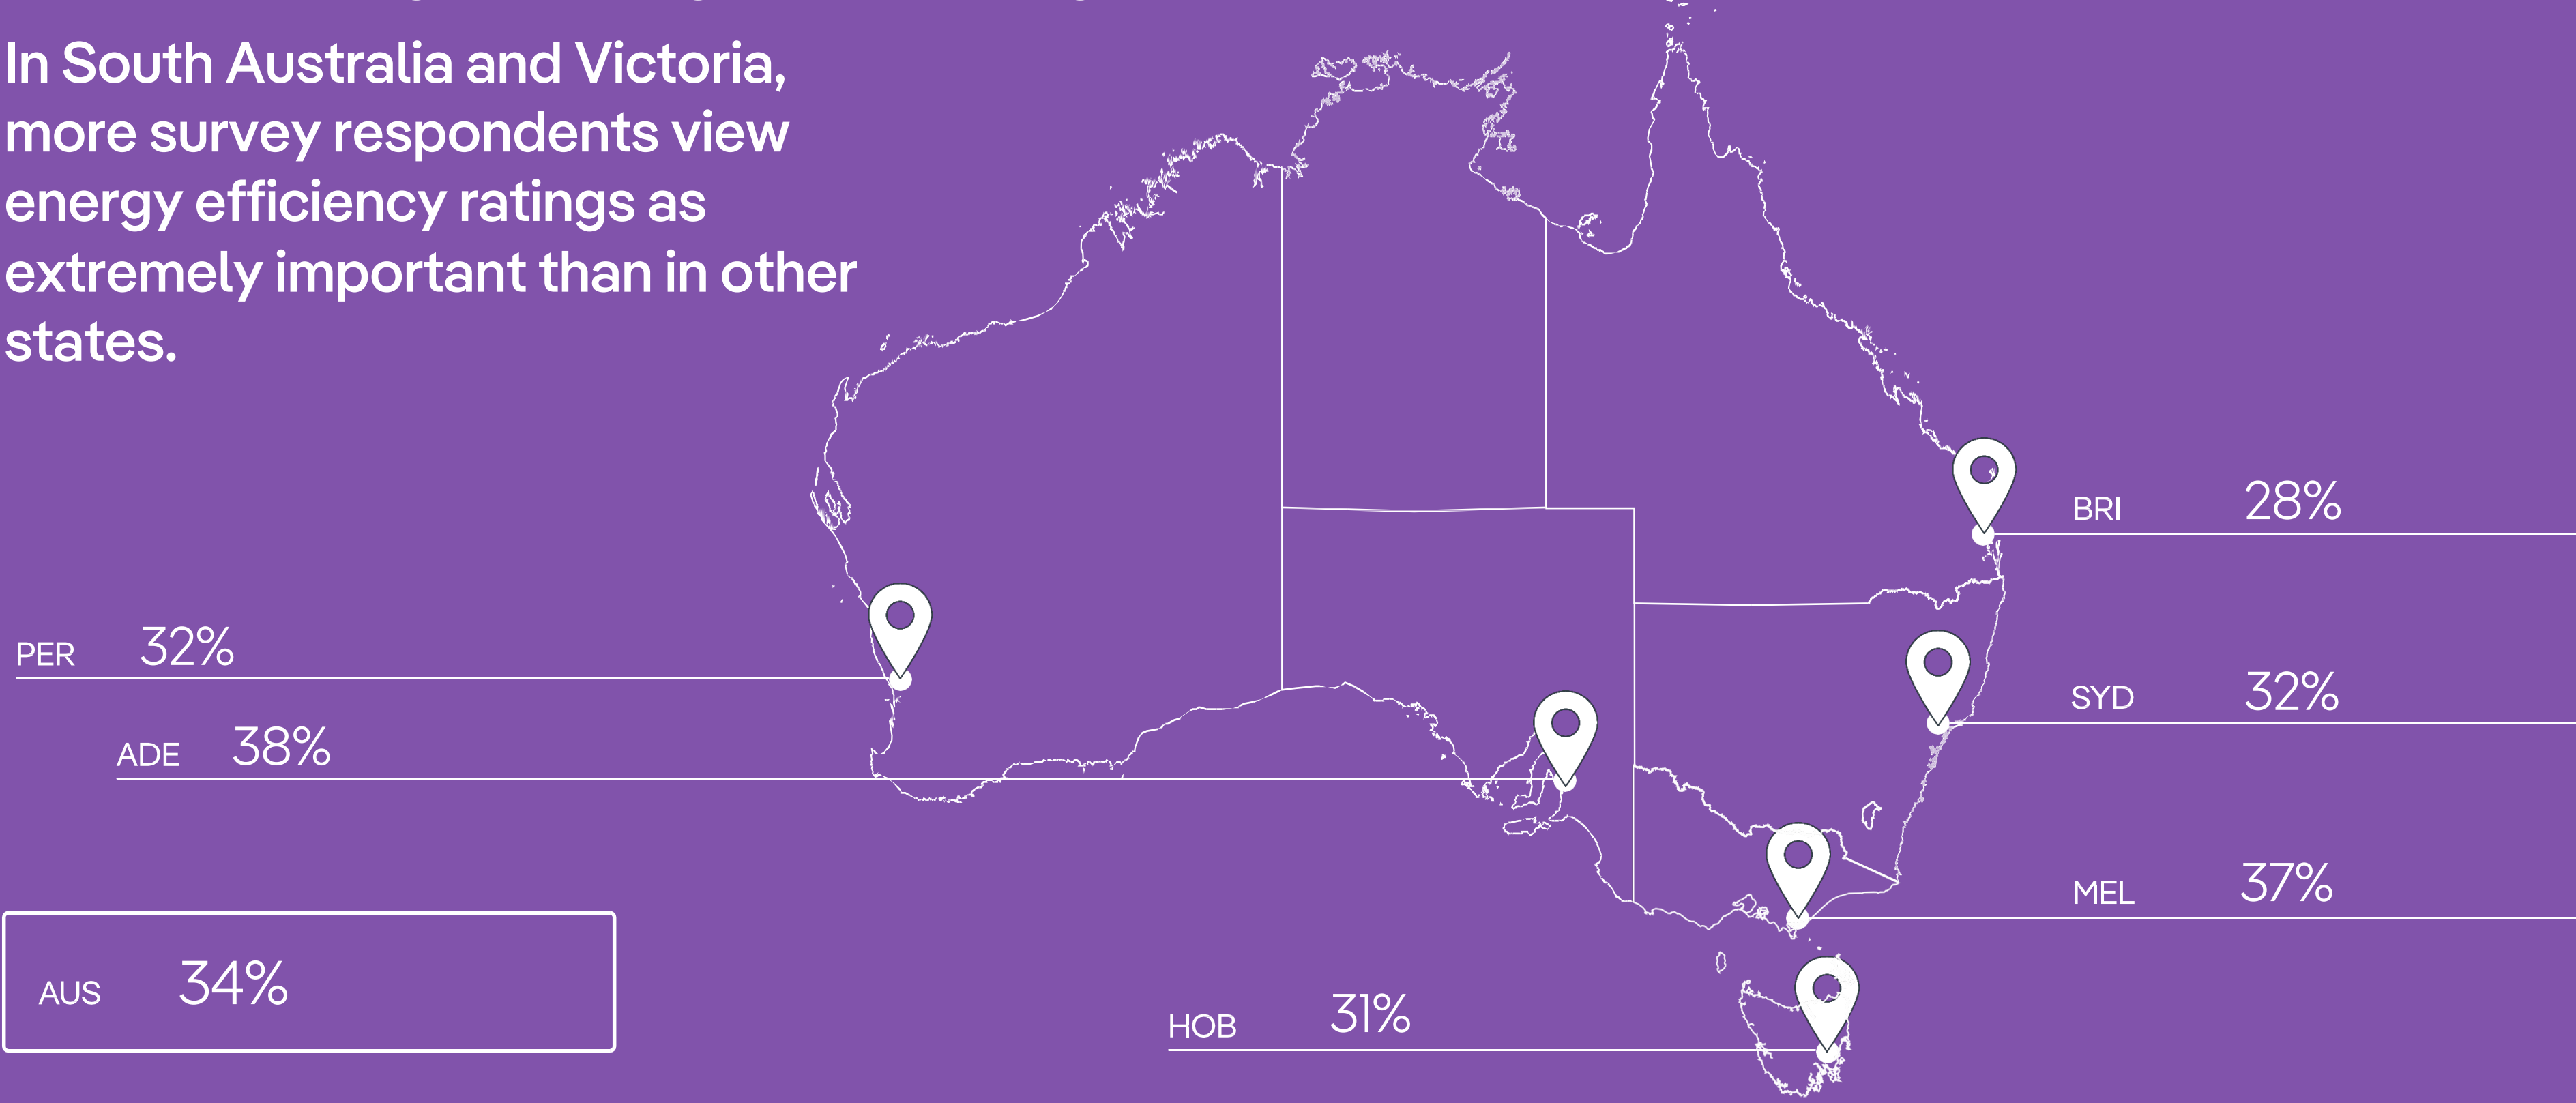 In South Australia and Victoria,
more survey respondents view
energy efficiency ratings as
extremely important than in other
states.
BRI 28%
PER 32%
SYD 32%
ADE 38%
MEL 37%
AUS 34%
HOB 31%